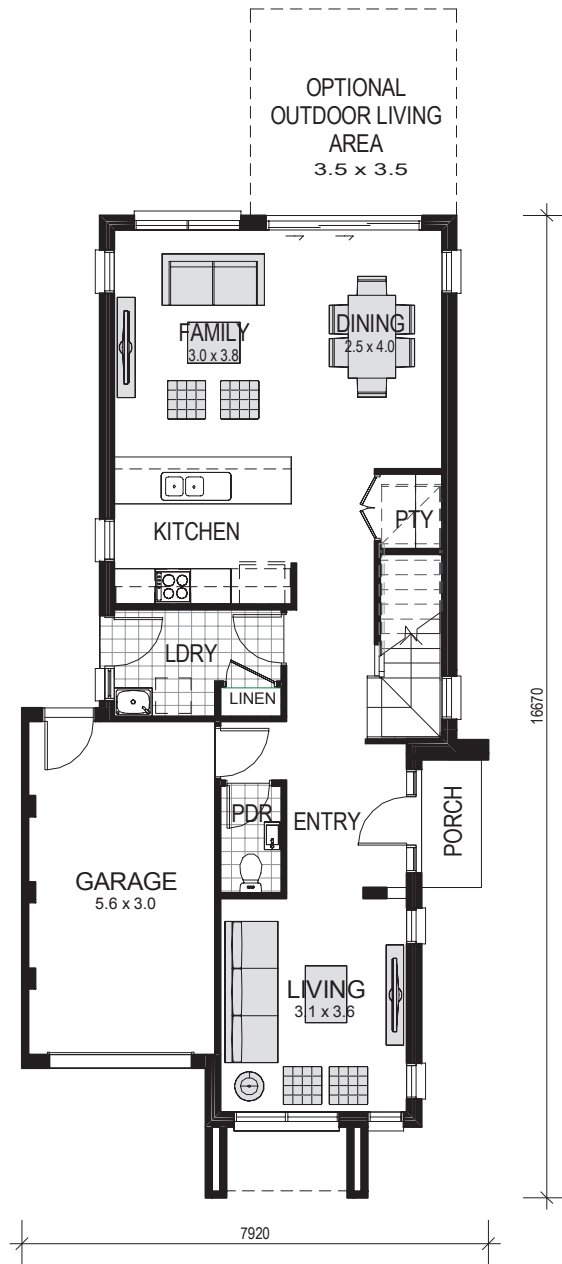 OPTIONAL
OUTDOOR LIVING
AREA
3.5 x 3.5
FAMILY
3.0 x 3.8
DINING
2.5 x 4.0
KITCHEN
PTY
LDRY
LINEN
16670
PDR
ENTRY
PORCH
GARAGE
5.6 x 3.0
LIVING
3.1 x 3.6
7920